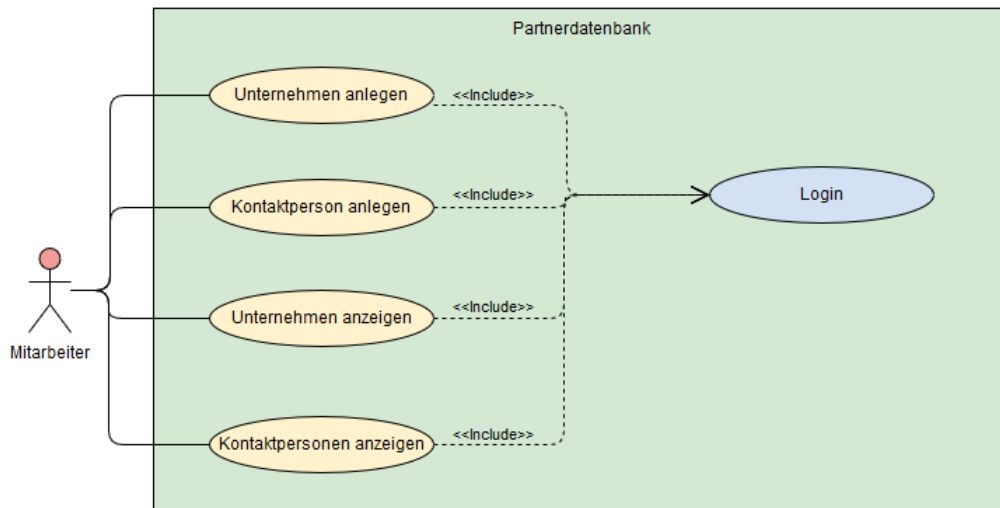 Partnerdatenbank
Unternehmen anlegen
<<Include>>
Kontaktperson anlegen
<<Include>>
Login
Unternehmen anzeigen
<<Include>>
Mitarbeiter
Kontaktpersonen anzeigen
<<Include>>